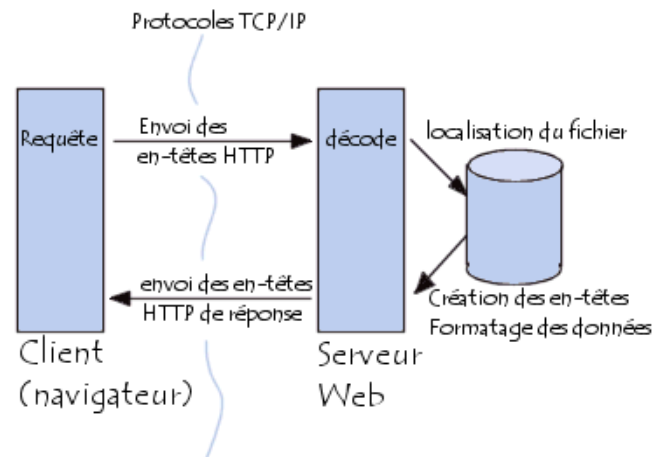 Protocoles TCP/IP
Requête
Envoi des
en-têtes HTTP
décode
localisation du fichier
envoi des en-têtes
HTTP de réponse
Création des en-têtes
Formatage des données
Client
(navigateur)
Serveur
Web